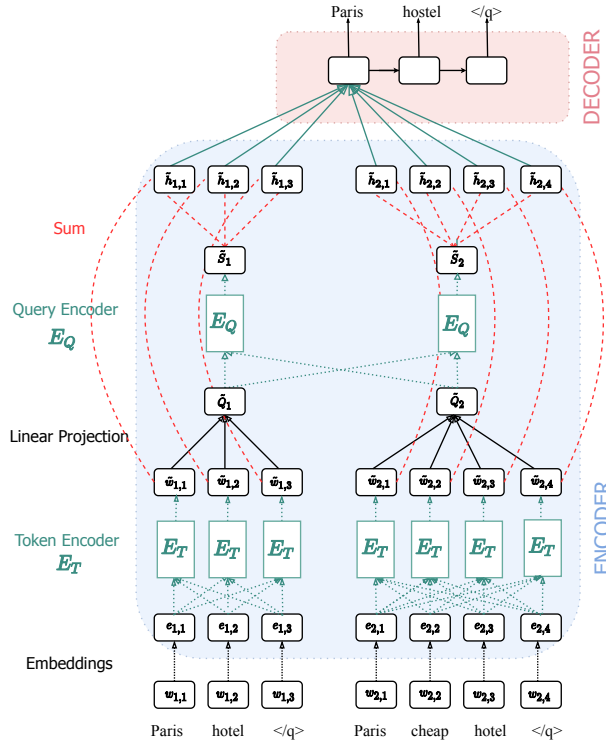 Paris hostel </q>
DECODER
h̃1,1 h̃1,2 h̃1,3 h̃2,1 h̃2,2 h̃2,3 h̃2,4
Sum
S̃1 S̃2
Query Encoder
EQ
EQ EQ
Q̃1 Q̃2
Linear Projection
w̃1,1 w̃1,2 w̃1,3 w̃2,1 w̃2,2 w̃2,3 w̃2,4
ENCODER
Token Encoder
ET
ET ET ET ET ET ET ET
e1,1 e1,2 e1,3 e2,1 e2,2 e2,3 e2,4
Embeddings
w1,1 w1,2 w1,3 w2,1 w2,2 w2,3 w2,4
Paris hotel </q> Paris cheap hotel </q>